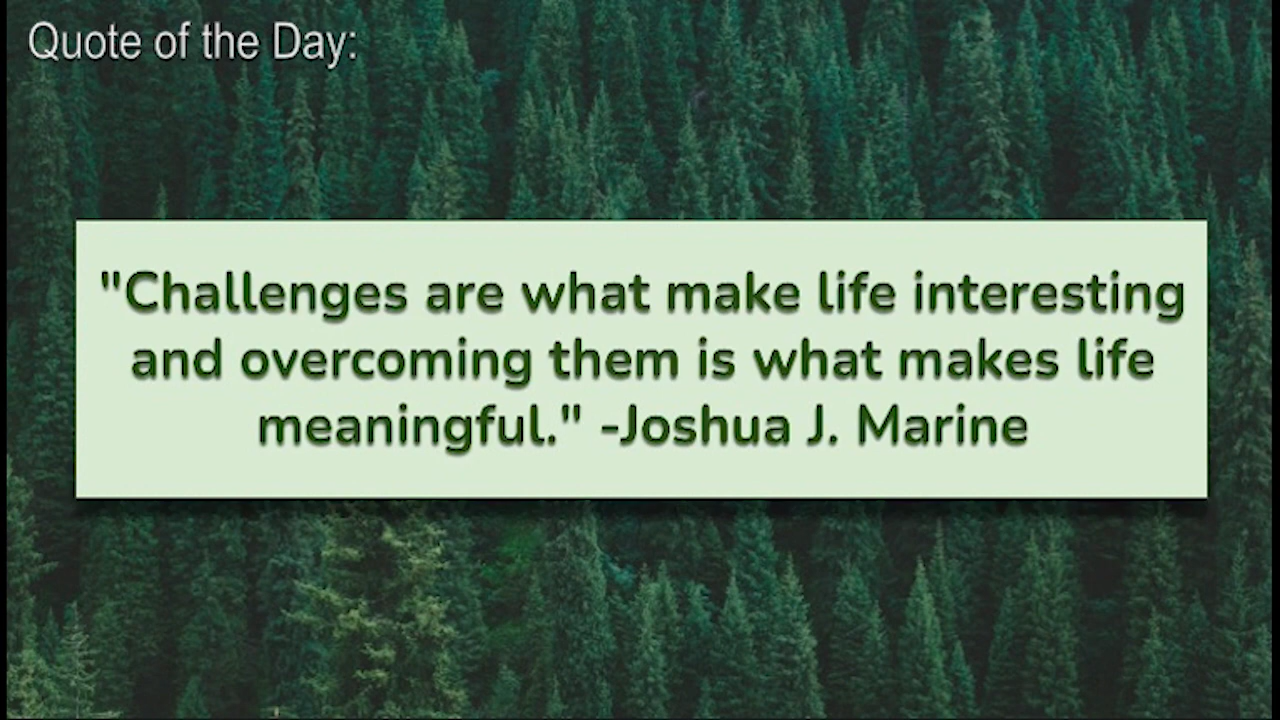 Quote of the Day:
"Challenges are what make life interesting
and overcoming them is what makes life
meaningful." -Joshua J. Marine